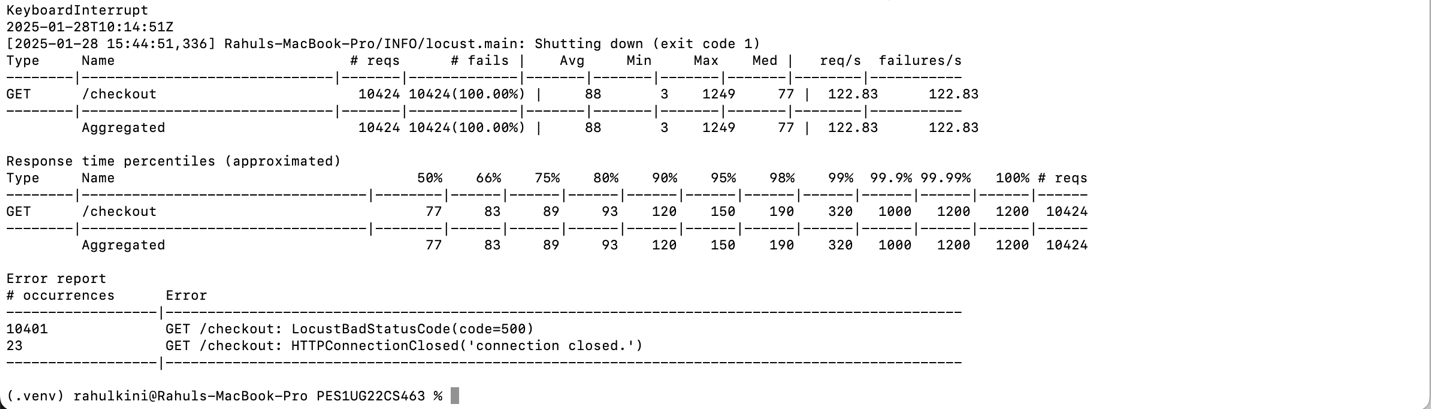 KeyboardInterrupt
2025-01-28T10:14:51Z
[2025-01-28 15:44:51,336] Rahuls-MacBook-Pro/INFO/locust.main: Shutting down (exit code 1)
Type     Name                                # reqs      # fails |    Avg     Min     Max    Med |   req/s  failures/s
--------|------------------------------|-------|-------------|-------|-------|-------|-------|--------|-----------
GET      /checkout                        10424 10424(100.00%) |     88       3    1249     77 |  122.83      122.83
--------|------------------------------|-------|-------------|-------|-------|-------|-------|--------|-----------
         Aggregated                       10424 10424(100.00%) |     88       3    1249     77 |  122.83      122.83
Response time percentiles (approximated)
Type     Name                                    50%    66%    75%    80%    90%    95%    98%    99%  99.9% 99.99%   100% # reqs
--------|----------------------------------|--------|------|------|------|------|------|------|------|------|------|------|------
GET      /checkout                                77     83     89     93    120    150    190    320   1000   1200   1200  10424
--------|----------------------------------|--------|------|------|------|------|------|------|------|------|------|------|------
         Aggregated                               77     83     89     93    120    150    190    320   1000   1200   1200  10424
Error report
# occurrences      Error
------------------|-----------------------------------------------------------------------------------------------
10401              GET /checkout: LocustBadStatusCode(code=500)
23                 GET /checkout: HTTPConnectionClosed('connection closed.')
------------------|-----------------------------------------------------------------------------------------------
(.venv) rahulkini@Rahuls-MacBook-Pro PES1UG22CS463 %